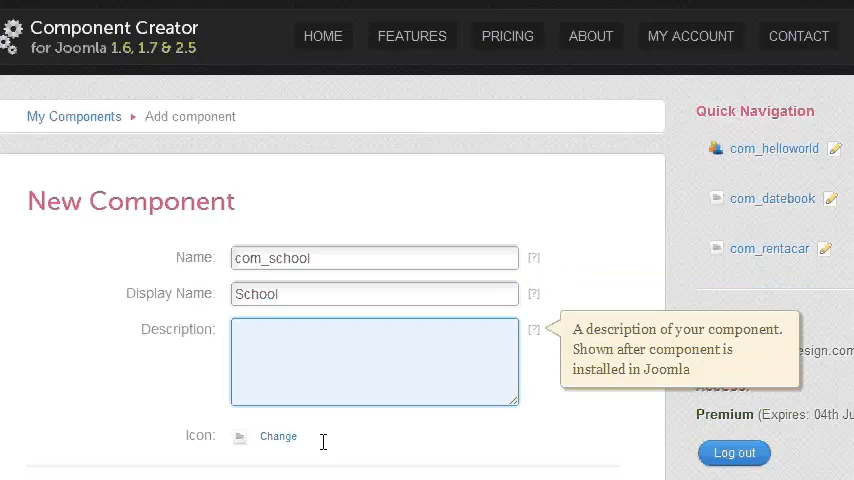 Component Creator
for Joomla 1.6, 1.7 & 2.5
HOME FEATURES PRICING ABOUT MY ACCOUNT CONTACT
My Components Add component
Quick Navigation
com_helloworld
com_datebook
com_rentacar
New Component
Name: com_school [?]
Display Name: School [?]
Description: [?]
A description of your component.
Shown after component is
installed in Joomla
esign.com
Icon: Change
Premium (Expires: 04th Ju
Log out